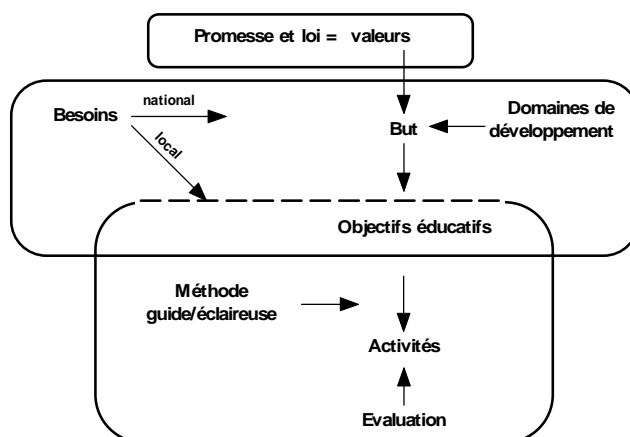 Promesse et loi = valeurs
national
Besoins
local
But
Domaines de
développement
Objectifs éducatifs
Méthode
guide/éclaireuse
Activités
Evaluation